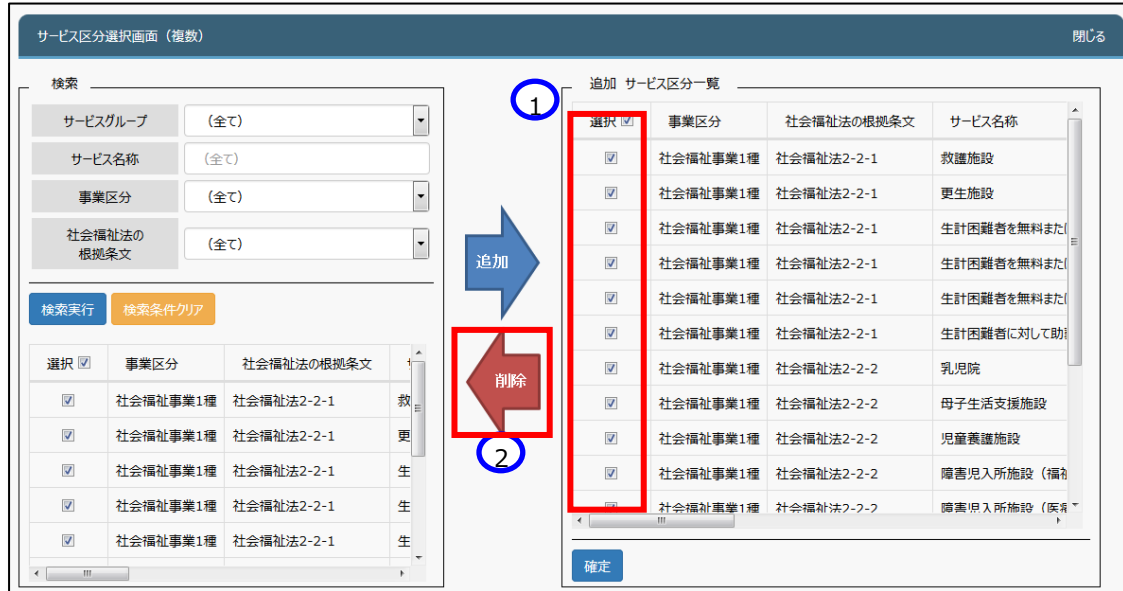 サービス区分選択画面（複数） 閉じる
検索
サービスグループ （全て）
サービス名称 （全て）
事業区分 （全て）
社会福祉法の
根拠条文 （全て）
検索実行 検索条件クリア
選択 事業区分 社会福祉法の根拠条文
社会福祉事業1種 社会福祉法2-2-1 救
社会福祉事業1種 社会福祉法2-2-1 更
社会福祉事業1種 社会福祉法2-2-1 生
社会福祉事業1種 社会福祉法2-2-1 生
社会福祉事業1種 社会福祉法2-2-1 生
追加
削除
1
2
追加 サービス区分一覧
選択 事業区分 社会福祉法の根拠条文 サービス名称
社会福祉事業1種 社会福祉法2-2-1 救護施設
社会福祉事業1種 社会福祉法2-2-1 更生施設
社会福祉事業1種 社会福祉法2-2-1 生計困難者を無料また
社会福祉事業1種 社会福祉法2-2-1 生計困難者を無料また
社会福祉事業1種 社会福祉法2-2-1 生計困難者を無料また
社会福祉事業1種 社会福祉法2-2-1 生計困難者に対して助
社会福祉事業1種 社会福祉法2-2-2 乳児院
社会福祉事業1種 社会福祉法2-2-2 母子生活支援施設
社会福祉事業1種 社会福祉法2-2-2 児童養護施設
社会福祉事業1種 社会福祉法2-2-2 障害児入所施設（福祉
社会福祉事業1種 社会福祉法2-2-2 障害児入所施設（医療
確定